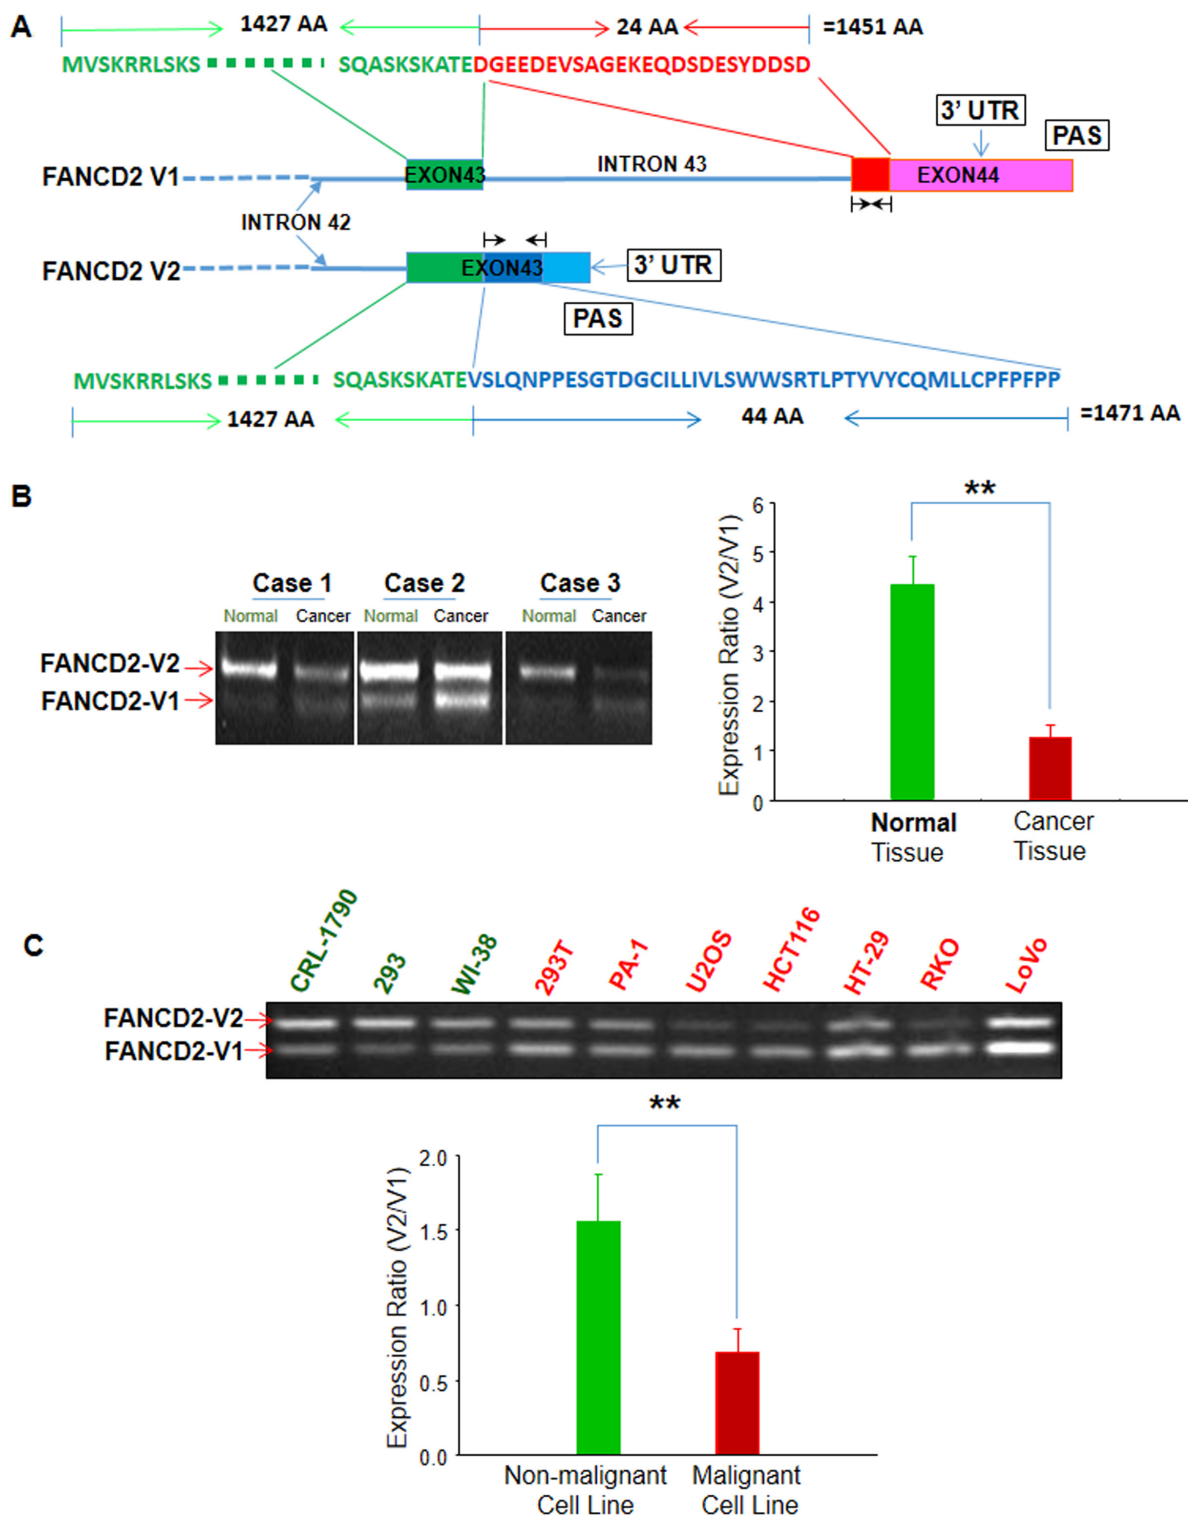 A
1427 AA
24 AA
=1451 AA
MVSKRRLSKS
SQASKSKATEDGEEDEVSAGEKEQDSDESYDDSD
3' UTR
PAS
FANCD2 V1
EXON43
INTRON 43
EXON44
INTRON 42
FANCD2 V2
EXON43
3' UTR
PAS
MVSKRRLSKS
SQASKSKATEVSLQNPPESGTDGCILLIVLSWWSRTLPTYVYCQMLLCPFPFPP
1427 AA
44 AA
=1471 AA
B
Case 1
Case 2
Case 3
Normal
Cancer
Normal
Cancer
Normal
Cancer
FANCD2-V2
FANCD2-V1
**
Expression Ratio (V2/V1)
6
5
4
3
2
1
0
Normal
Tissue
Cancer
Tissue
C
CRL-1790
293
WI-38
293T
PA-1
U2OS
HCT116
HT-29
RKO
LoVo
FANCD2-V2
FANCD2-V1
**
Expression Ratio (V2/V1)
2.0
1.5
1.0
0.5
0.0
Non-malignant
Cell Line
Malignant
Cell Line